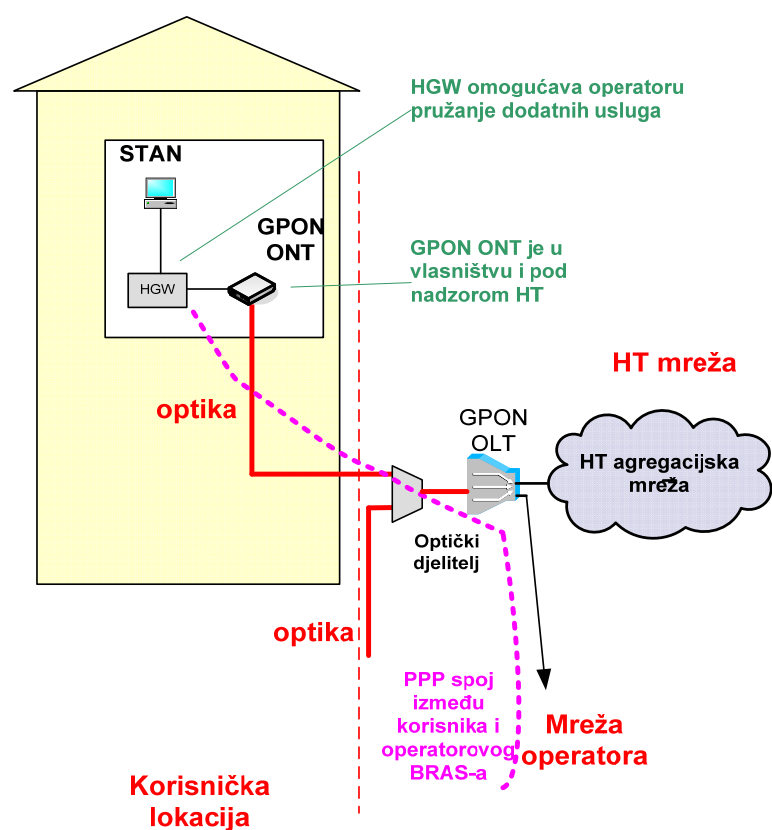 HGW omogućava operatoru
pružanje dodatnih usluga
STAN
GPON
ONT
GPON ONT je u
vlasništvu i pod
nadzorom HT
HGW
HT mreža
optika
GPON
OLT
HT agregacijska
mreža
Optički
djelitelj
optika
PPP spoj
između
korisnika i
operatorovog
BRAS-a
Mreža
operatora
Korisnička
lokacija